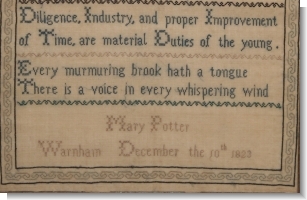 Diligence, Industry, and proper Improvement
of Time, are material Duties of the young.
Every murmuring brook hath a tongue
There is a voice in every whispering wind
Mary Potter
Warnham December the 10th